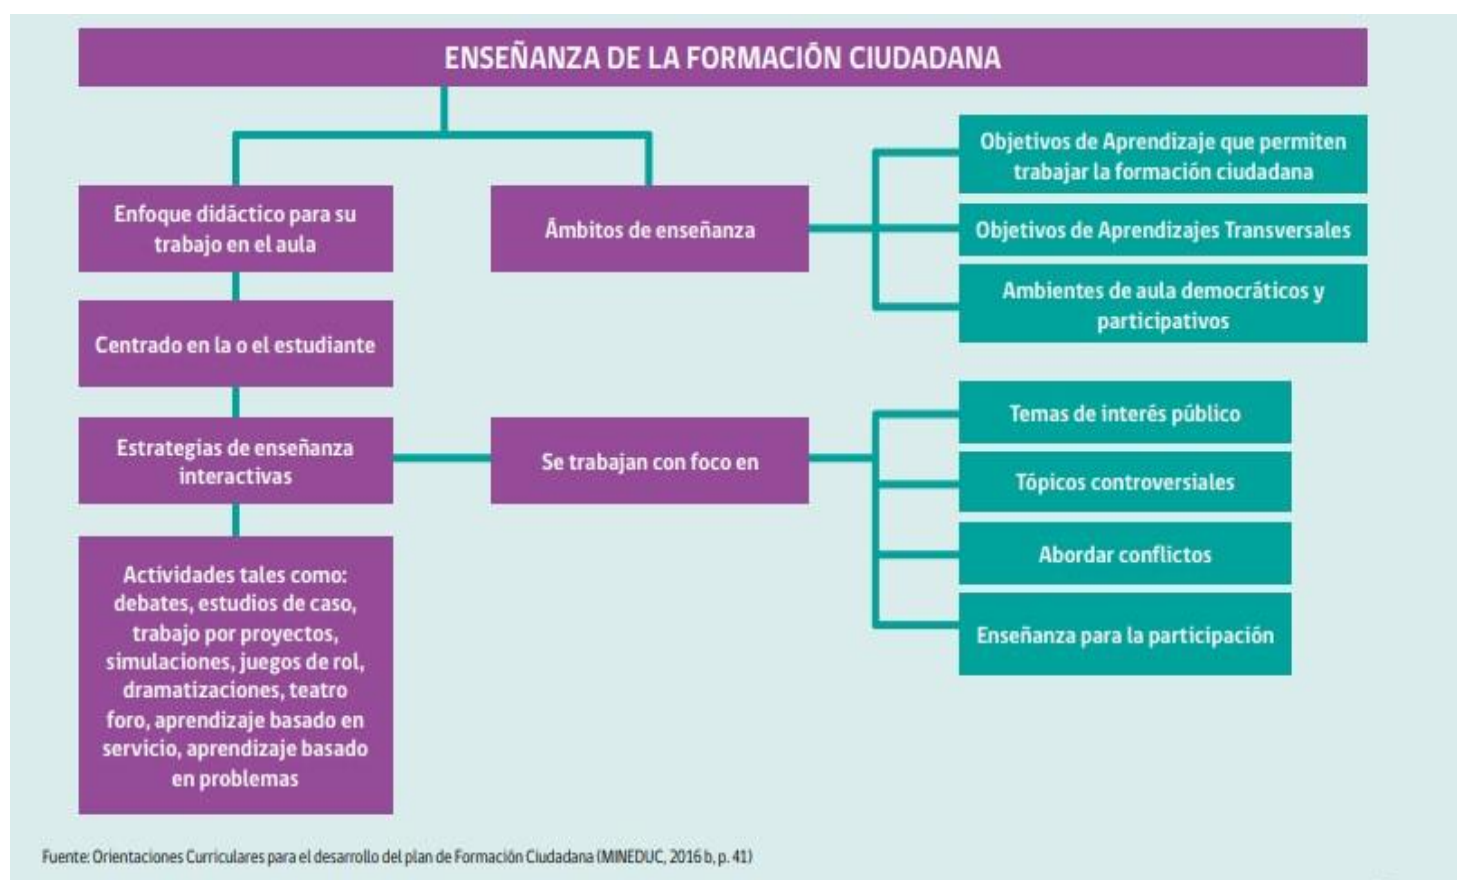 ENSEÑANZA DE LA FORMACIÓN CIUDADANA
Enfoque didáctico para su
trabajo en el aula
Centrado en la o el estudiante
Estrategias de enseñanza
interactivas
Actividades tales como:
debates, estudios de caso,
trabajo por proyectos,
simulaciones, juegos de rol,
dramatizaciones, teatro
foro, aprendizaje basado en
servicio, aprendizaje basado
en problemas
Ámbitos de enseñanza
Objetivos de Aprendizaje que permiten
trabajar la formación ciudadana
Objetivos de Aprendizajes Transversales
Ambientes de aula democráticos y
participativos
Se trabajan con foco en
Temas de interés público
Tópicos controversiales
Abordar conflictos
Enseñanza para la participación
Fuente: Orientaciones Curriculares para el desarrollo del plan de Formación Ciudadana (MINEDUC, 2016 b, p. 41)